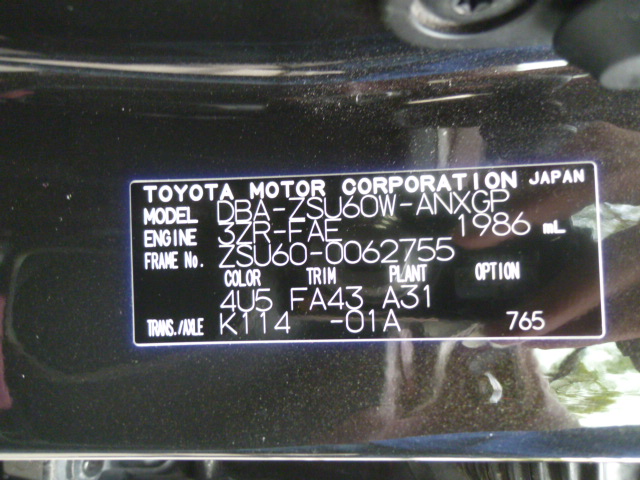 TOYOTA MOTOR CORPORATION JAPAN
MODEL DBA-ZSU60W-ANXGP
ENGINE 3ZR-FAE 1986 mL
FRAME No. ZSU60-0062755
COLOR TRIM PLANT OPTION
4U5 FA43 A31
TRANS./AXLE K114 -01A 765